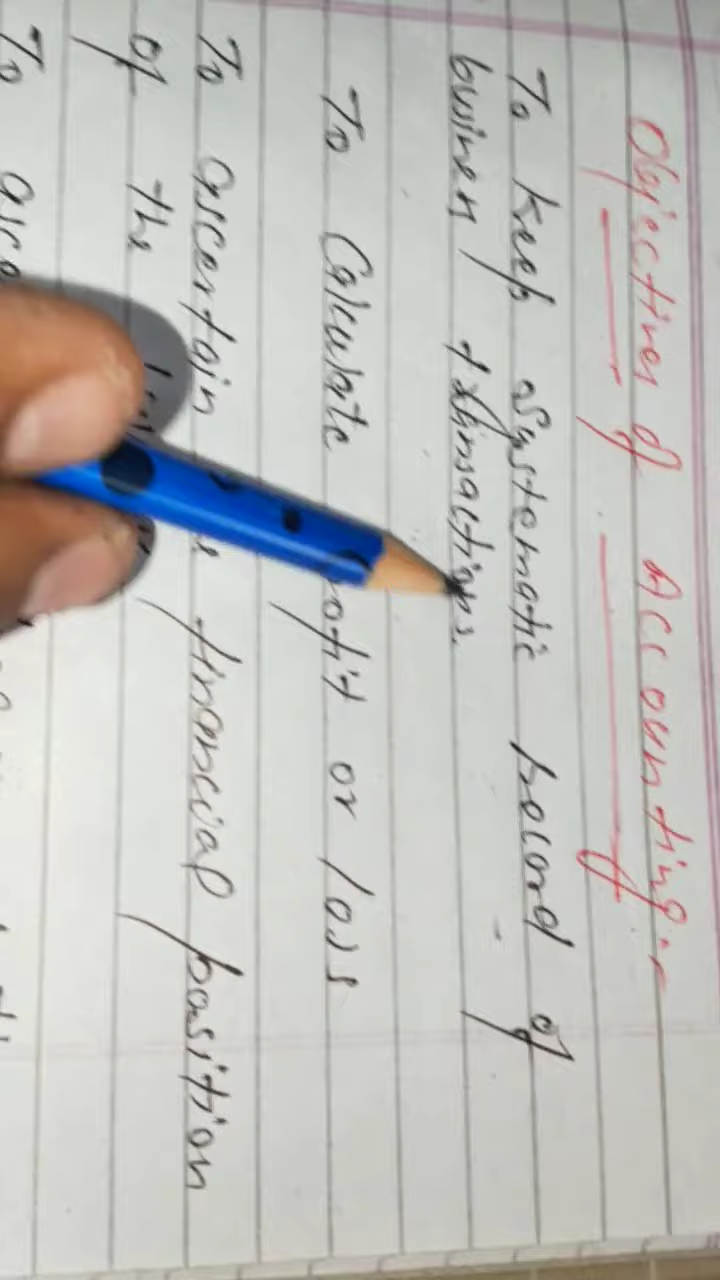 Objectives of Accounting :-
To keep systematic record of
business transactions.
To Calculate or loss
To ascertain financial position
of the
To